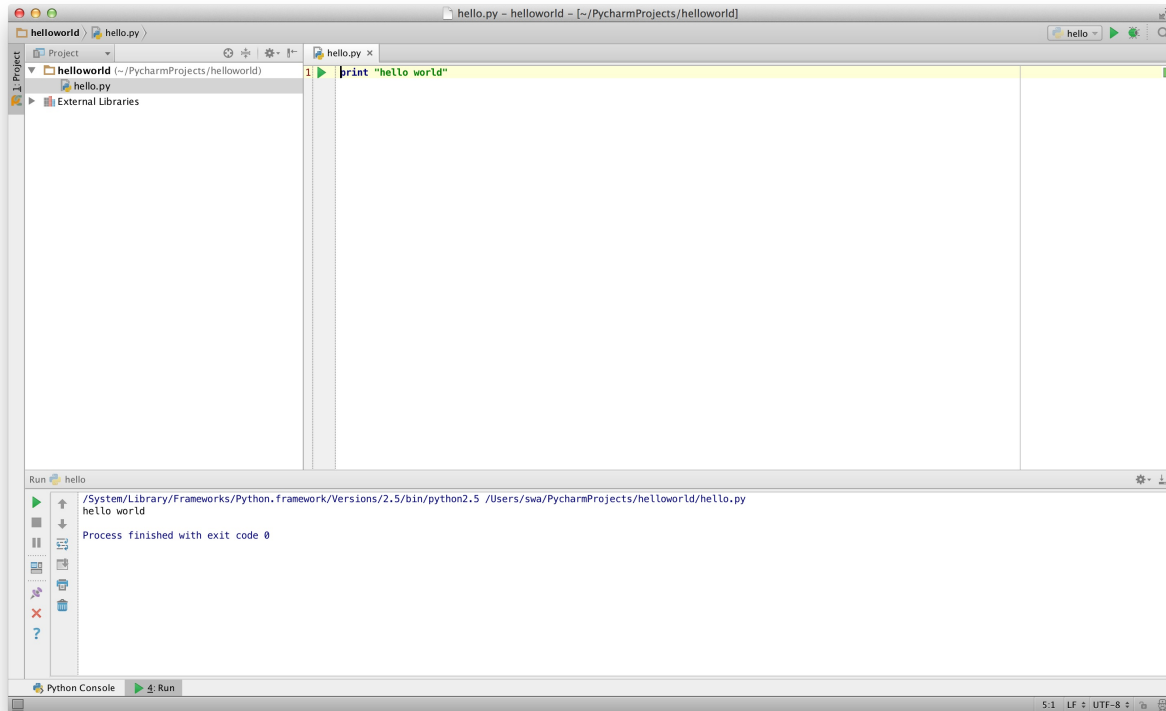 hello.py – helloworld – [~/PycharmProjects/helloworld]
helloworld hello.py hello
1: Project
Project
hello.py
helloworld (~/PycharmProjects/helloworld)
hello.py
External Libraries
1 print "hello world"
Run hello
/System/Library/Frameworks/Python.framework/Versions/2.5/bin/python2.5 /Users/swa/PycharmProjects/helloworld/hello.py
hello world
Process finished with exit code 0
?
Python Console 4: Run
5:1 LF UTF-8